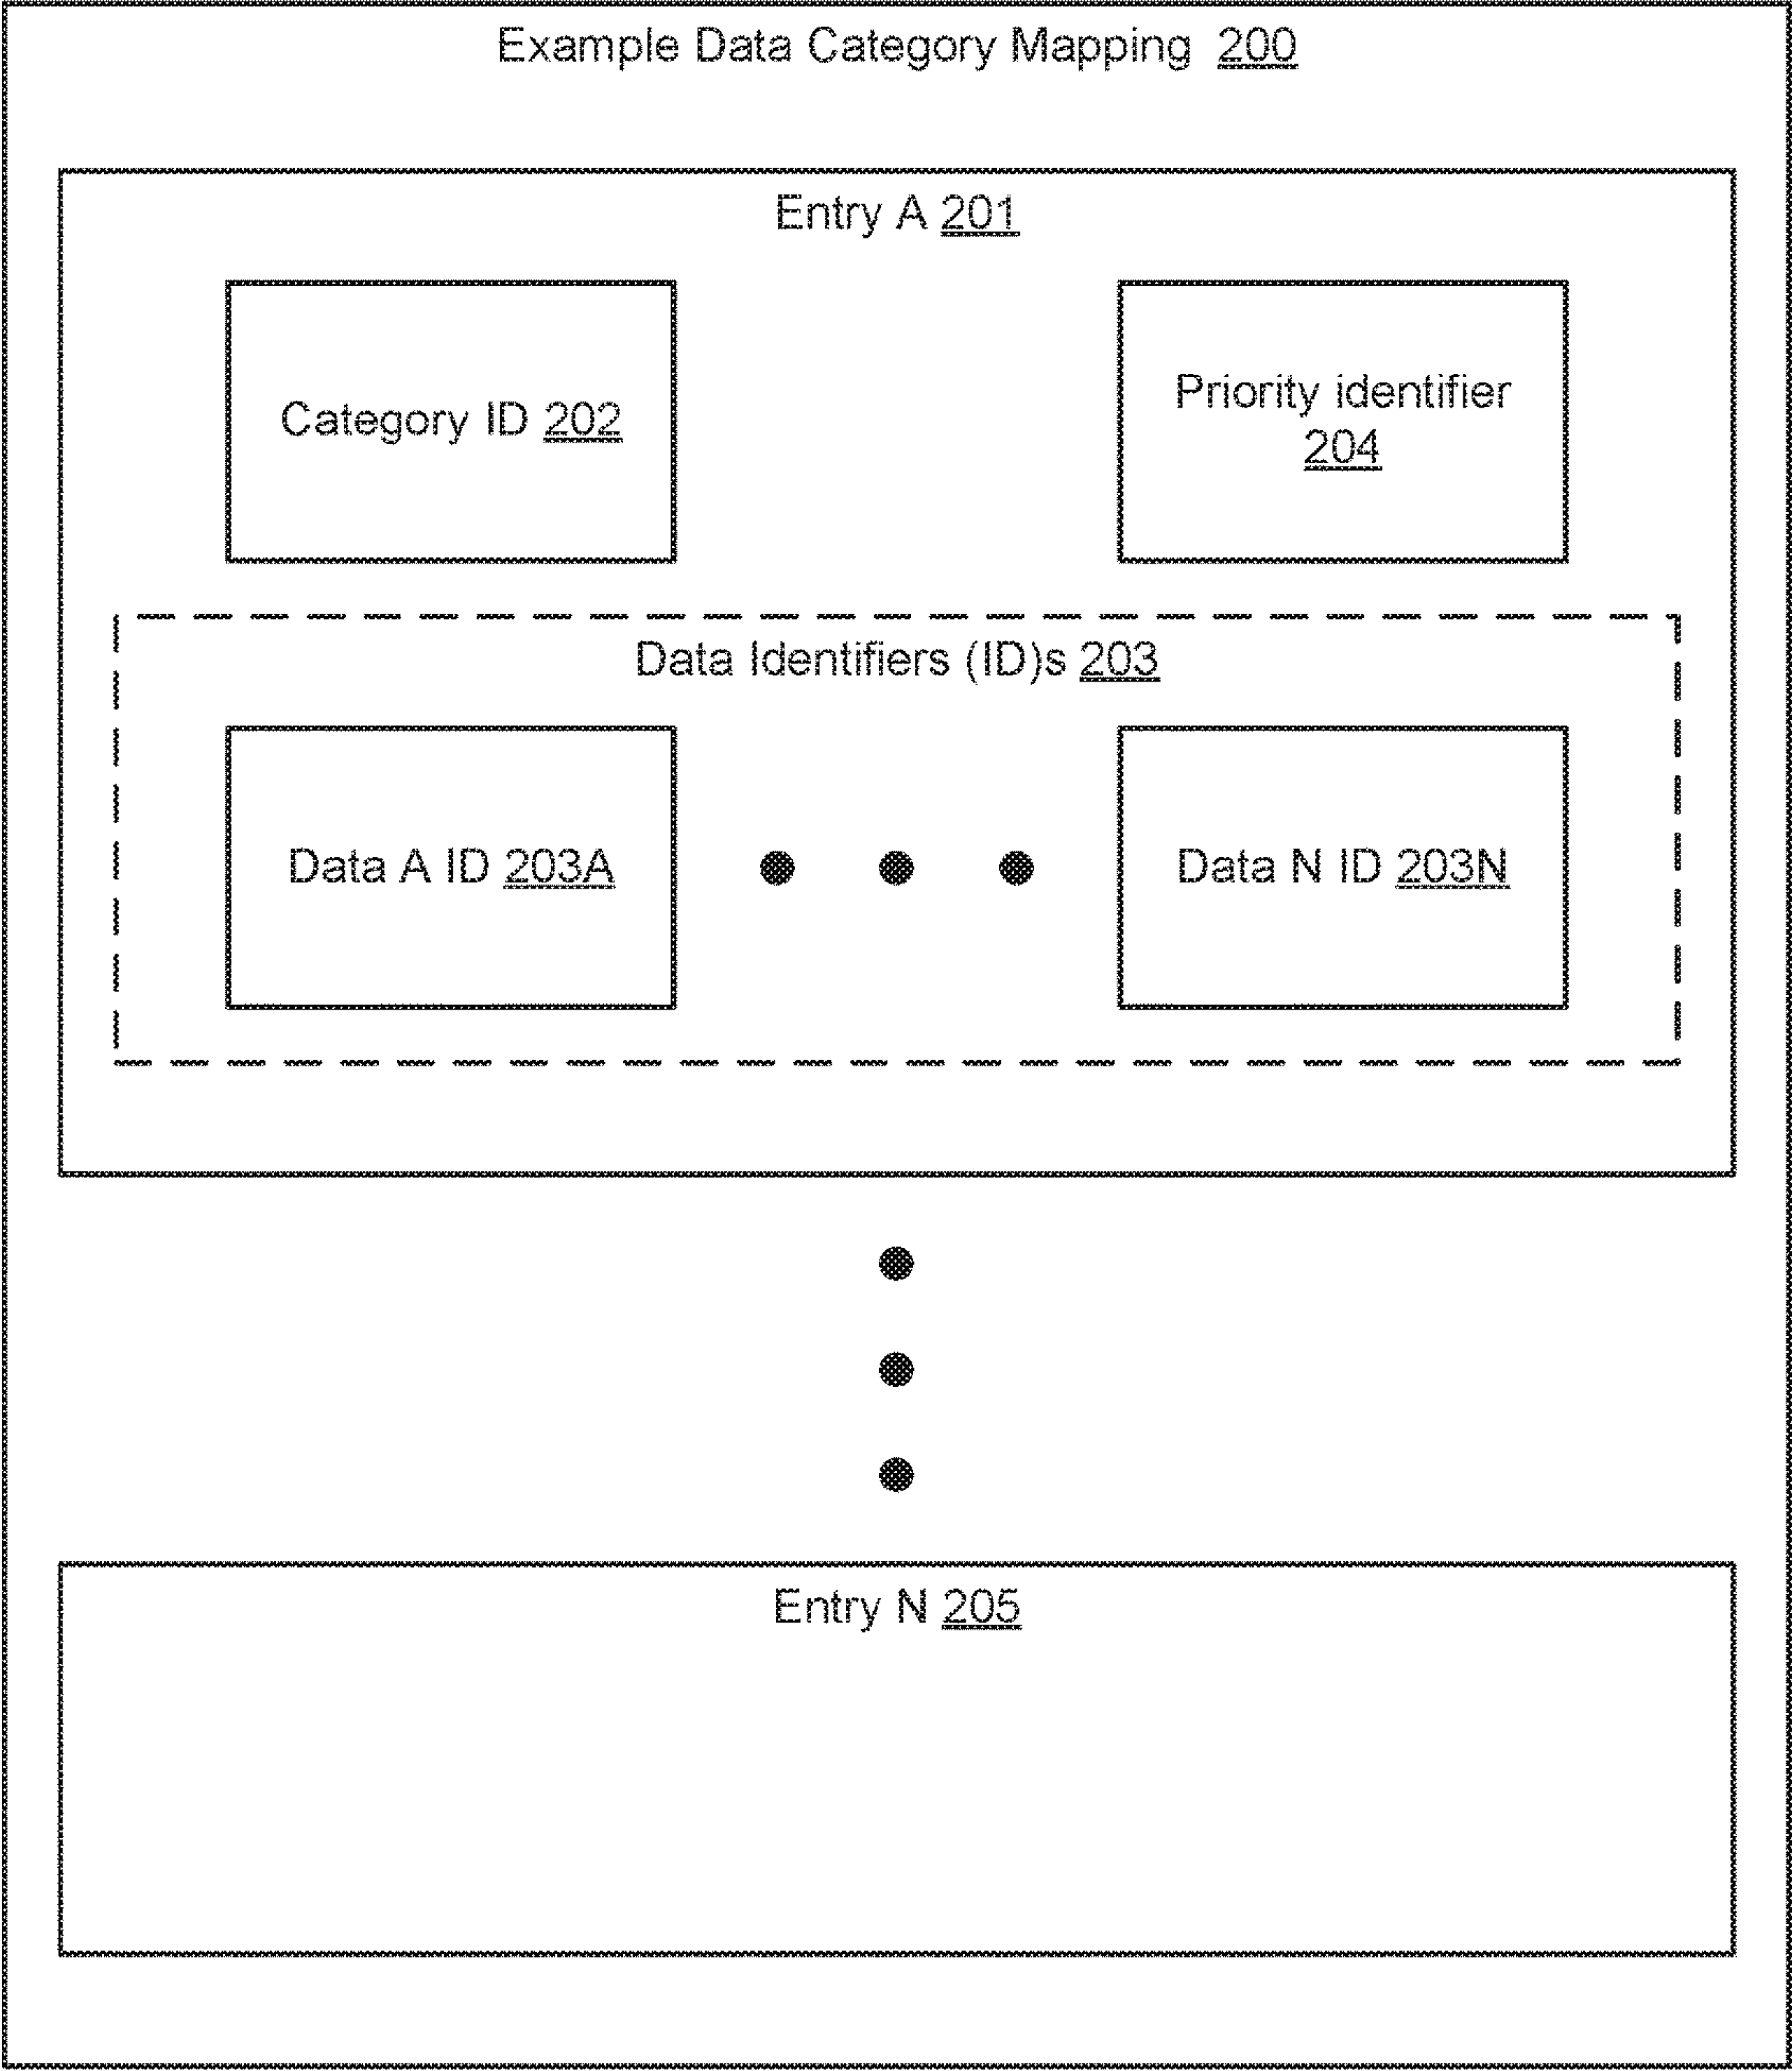 Example Data Category Mapping 200
Entry A 201
Category ID 202
Priority identifier
204
Data Identifiers (ID)s 203
Data A ID 203A
Data N ID 203N
Entry N 205